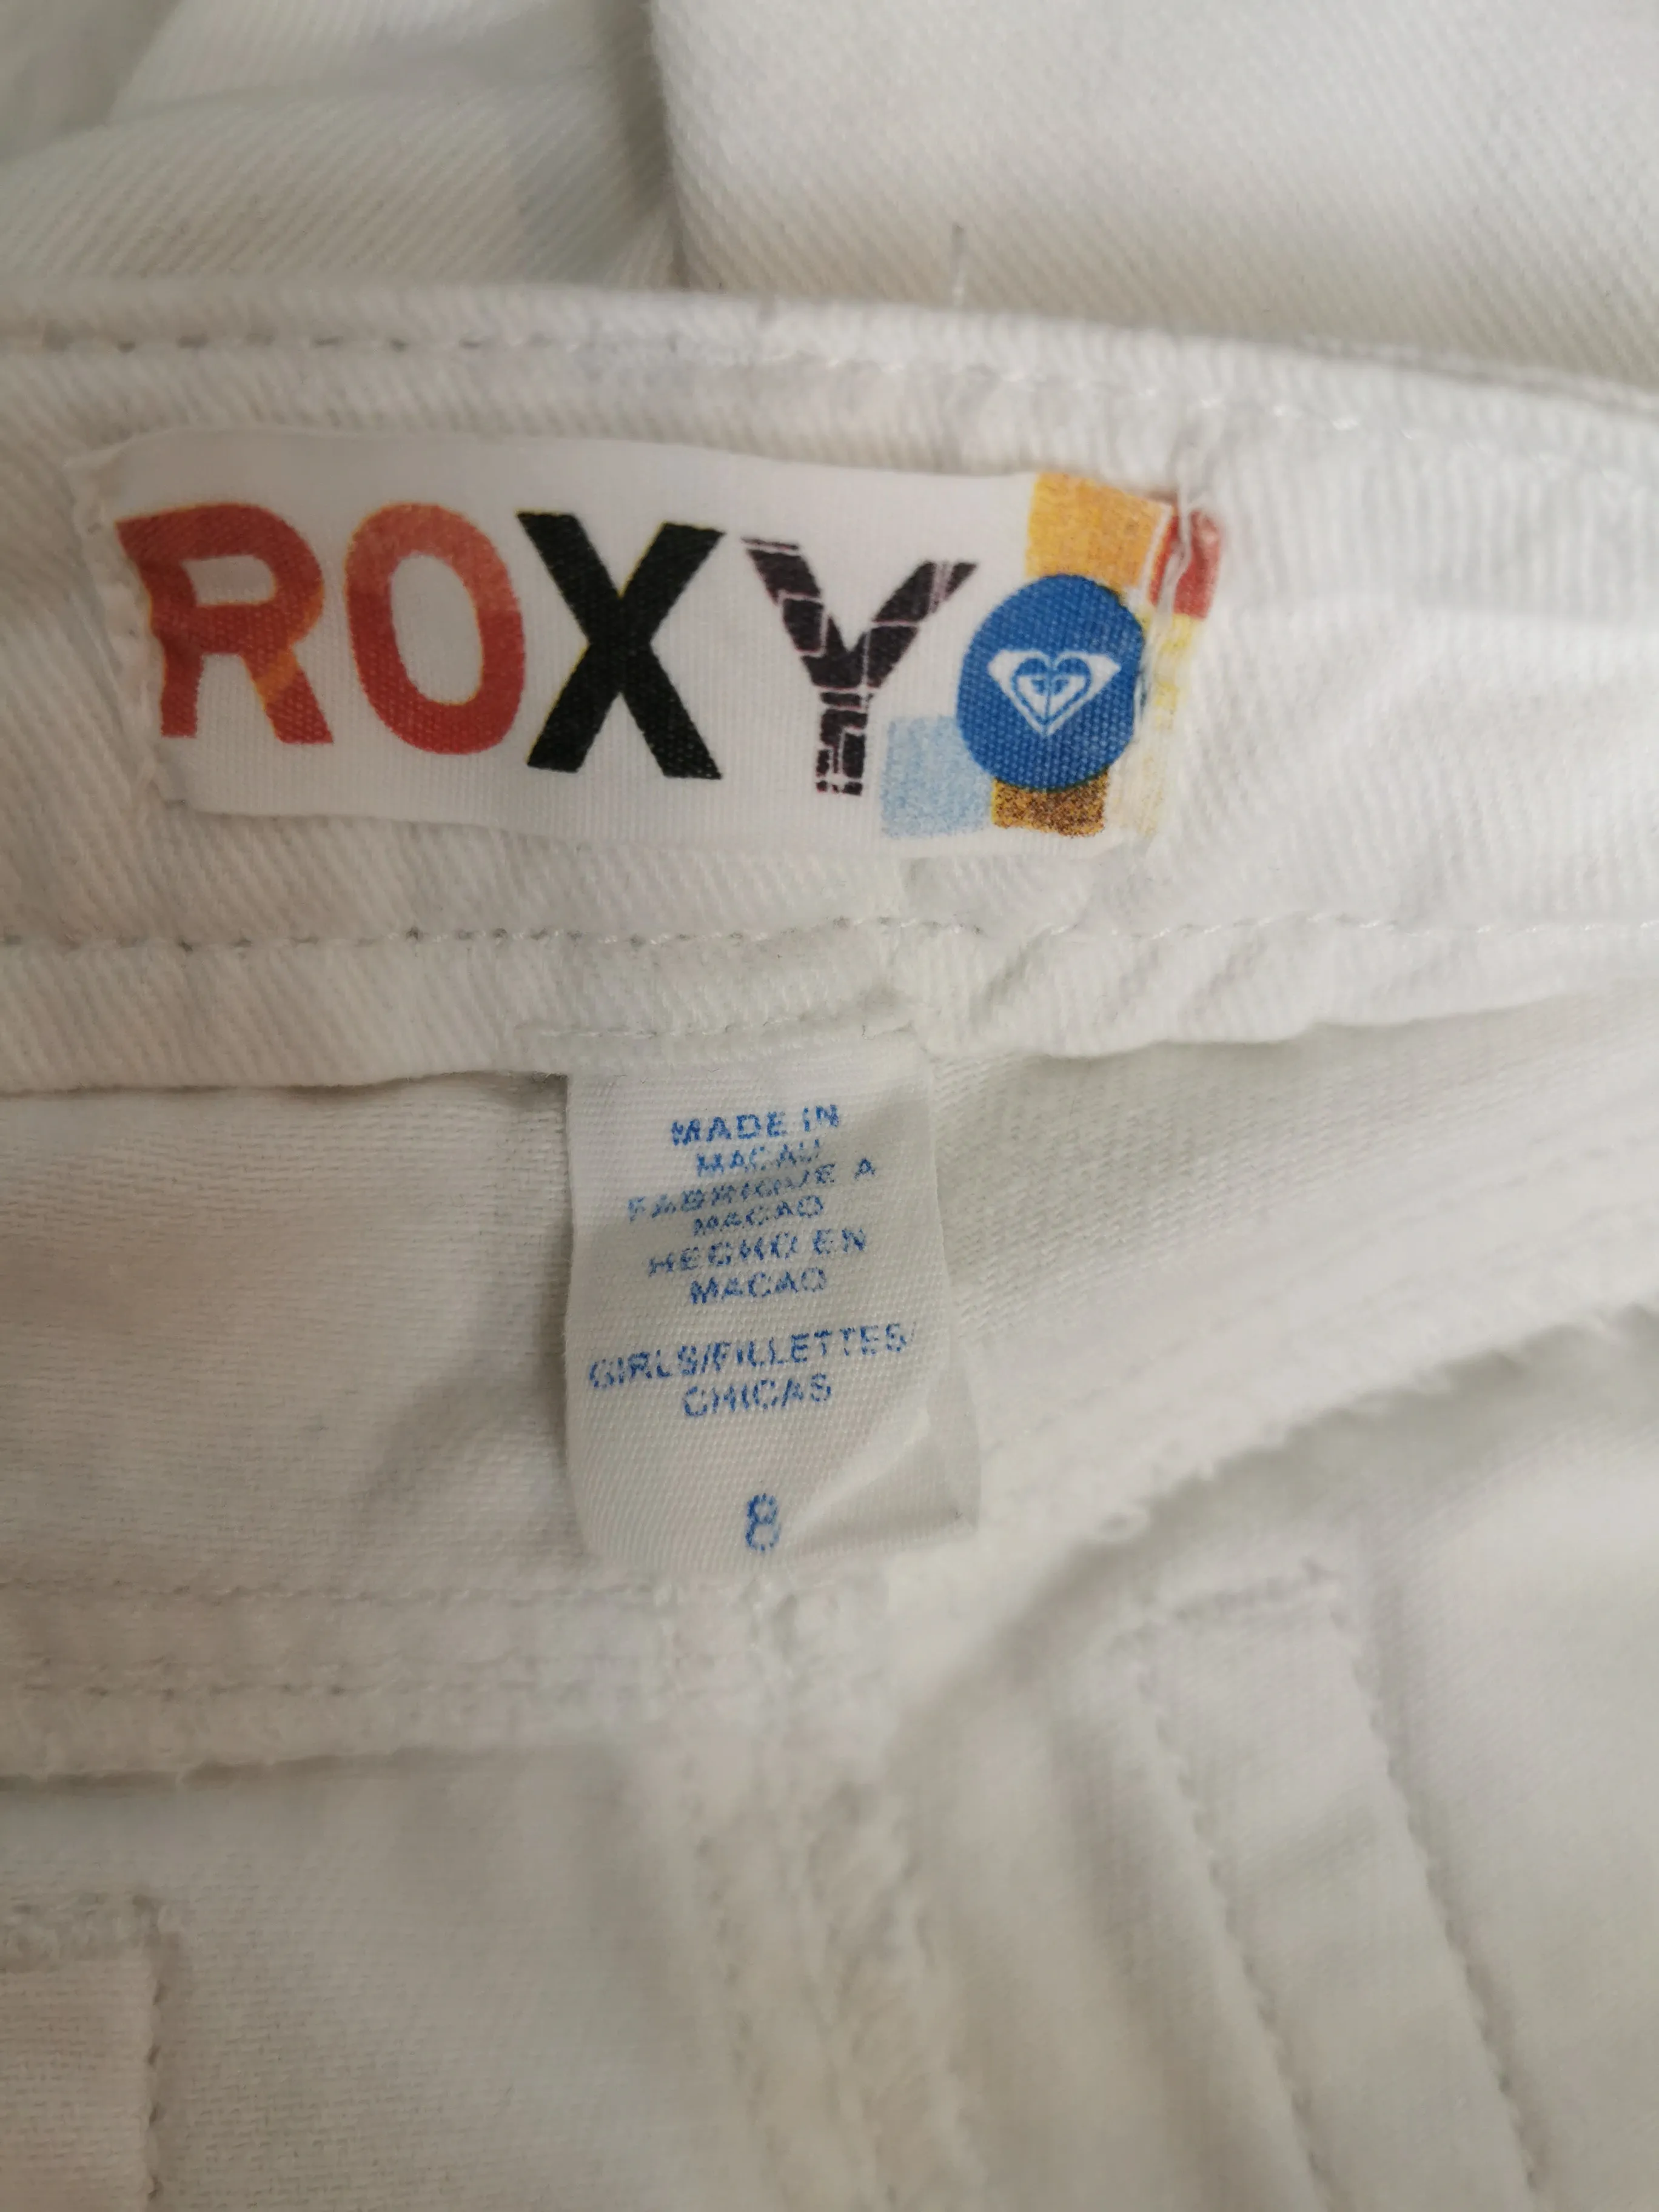 ROXY
MADE IN
MACAU
FABRIQUE A
MACAO
HECHO EN
MACAO
GIRLS/FILLETTES/
CHICAS
8